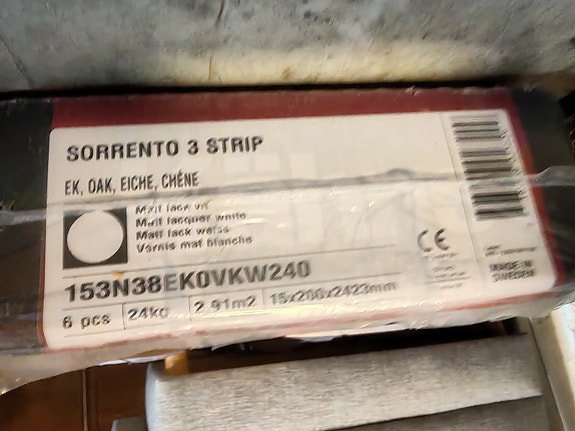 SORRENTO 3 STRIP
EK, OAK, EICHE, CHÊNE
Matt lack vit
Matt lacquer white
Matt lack weiss
Vernis mat blanche
CE
153N38EK0VKW240
MADE IN
SWEDEN
6 pcs 24kg 2.91m2 15x200x2423mm